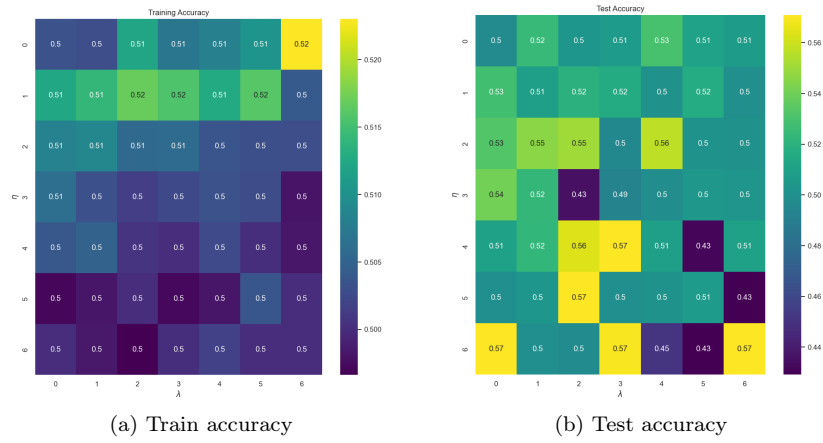 Training Accuracy
0 0.5 0.5 0.51 0.51 0.51 0.51 0.52
1 0.51 0.51 0.52 0.52 0.51 0.52 0.5
2 0.51 0.51 0.51 0.51 0.5 0.5 0.5
3 0.51 0.5 0.5 0.5 0.5 0.5 0.5
4 0.5 0.5 0.5 0.5 0.5 0.5 0.5
5 0.5 0.5 0.5 0.5 0.5 0.5 0.5
6 0.5 0.5 0.5 0.5 0.5 0.5 0.5
η
0 1 2 3 4 5 6
λ
0.520
0.515
0.510
0.505
0.500
(a) Train accuracy
Test Accuracy
0 0.5 0.52 0.5 0.51 0.53 0.51 0.51
1 0.53 0.51 0.52 0.52 0.5 0.52 0.5
2 0.53 0.55 0.55 0.5 0.56 0.5 0.5
3 0.54 0.52 0.43 0.49 0.5 0.5 0.5
4 0.51 0.52 0.56 0.57 0.51 0.43 0.51
5 0.5 0.5 0.57 0.5 0.5 0.51 0.43
6 0.57 0.5 0.5 0.57 0.45 0.43 0.57
η
0 1 2 3 4 5 6
λ
0.56
0.54
0.52
0.50
0.48
0.46
0.44
(b) Test accuracy